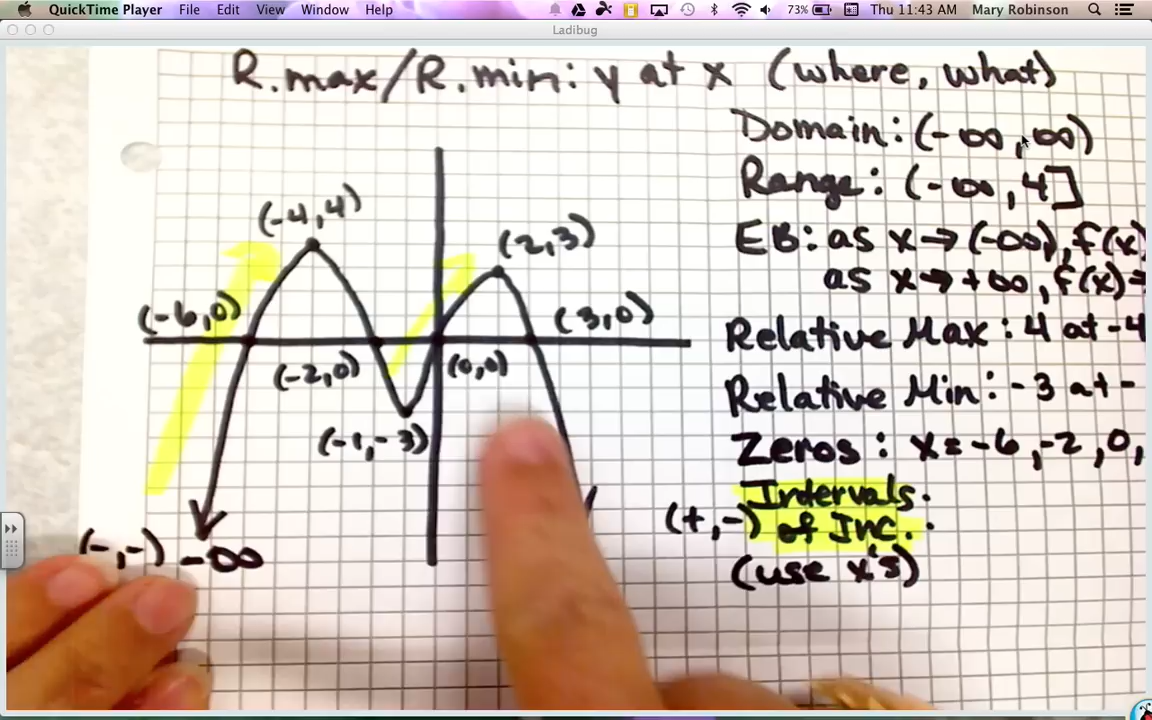 QuickTime Player File Edit View Window Help 73% Thu 11:43 AM Mary Robinson
Ladibug
R.max/R.min: y at x (where, what)
Domain: (-∞,∞)
Range: (-∞,4]
EB: as x→(-∞), f(x)
as x→+∞, f(x)→
Relative Max: 4 at -4
Relative Min: -3 at -
Zeros: x=-6,-2,0,
Intervals.
of Inc. .
(use x's)
(-4,4)
(2,3)
(-6,0)
(3,0)
(-2,0)
(0,0)
(-1,-3)
(+,-)
(-,-) -∞